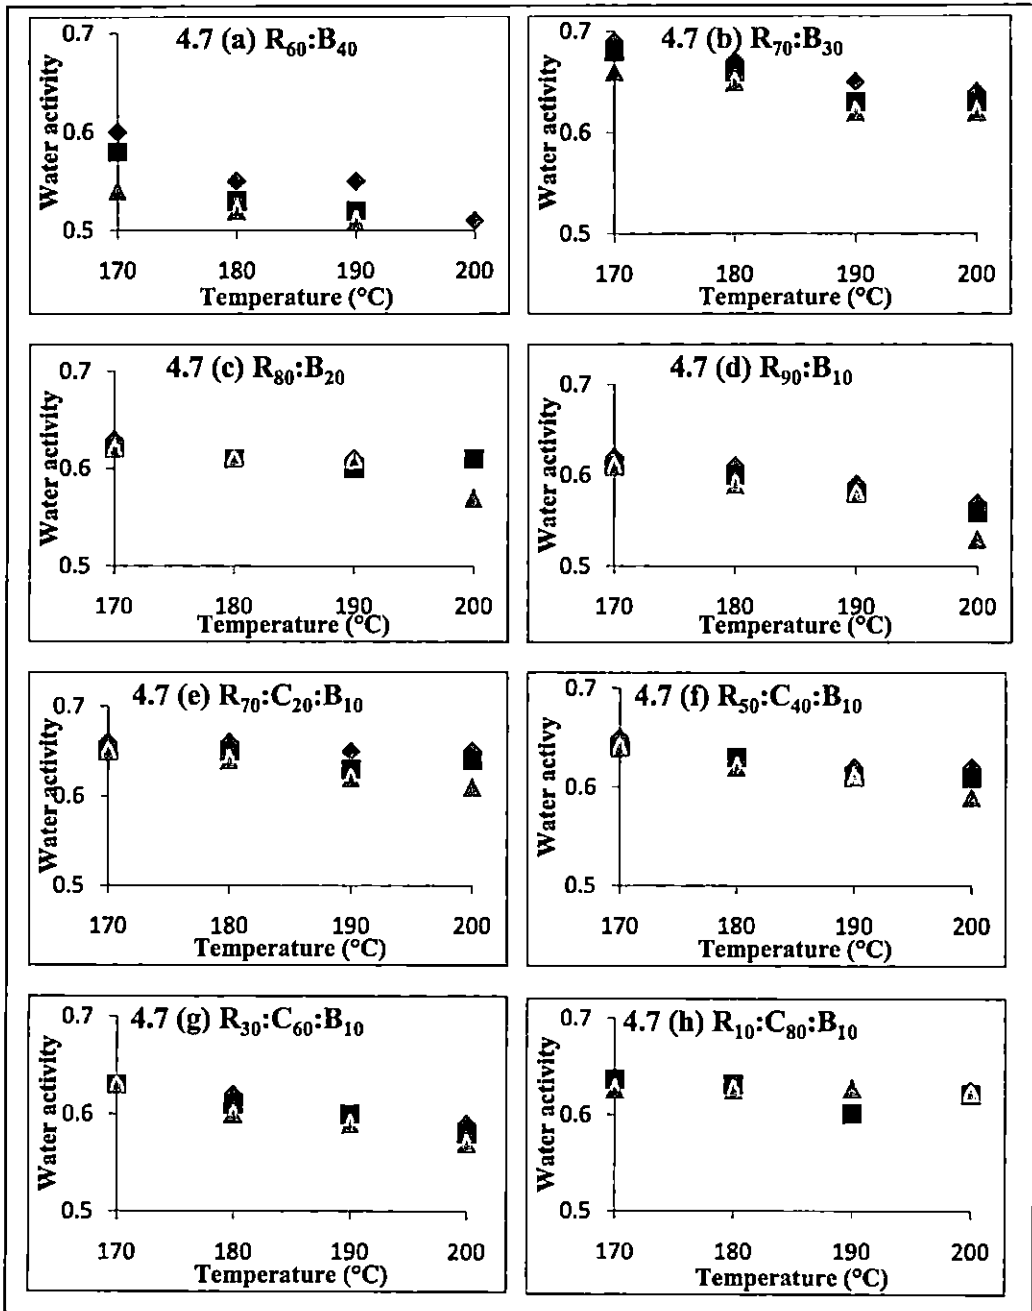 4.7 (a) R60:B40
Water activity
0.7
0.6
0.5
170 180 190 200
Temperature (°C)
4.7 (b) R70:B30
Water activity
0.7
0.6
0.5
170 180 190 200
Temperature (°C)
4.7 (c) R80:B20
Water activity
0.7
0.6
0.5
170 180 190 200
Temperature (°C)
4.7 (d) R90:B10
Water activity
0.7
0.6
0.5
170 180 190 200
Temperature (°C)
4.7 (e) R70:C20:B10
Water activity
0.7
0.6
0.5
170 180 190 200
Temperature (°C)
4.7 (f) R50:C40:B10
Water activy
0.7
0.6
0.5
170 180 190 200
Temperature (°C)
4.7 (g) R30:C60:B10
Water activity
0.7
0.6
0.5
170 180 190 200
Temperature (°C)
4.7 (h) R10:C80:B10
Water activity
0.7
0.6
0.5
170 180 190 200
Temperature (°C)